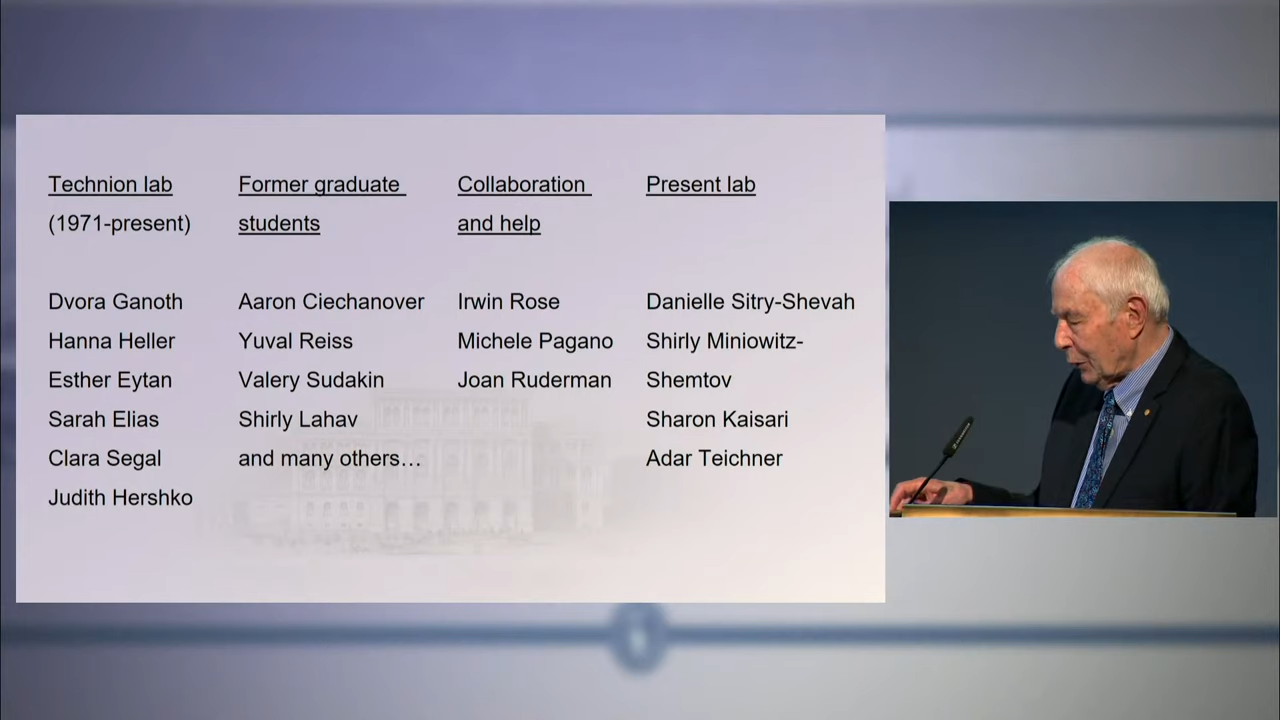 Technion lab
(1971-present)
Dvora Ganoth
Hanna Heller
Esther Eytan
Sarah Elias
Clara Segal
Judith Hershko
Former graduate
students
Aaron Ciechanover
Yuval Reiss
Valery Sudakin
Shirly Lahav
and many others…
Collaboration
and help
Irwin Rose
Michele Pagano
Joan Ruderman
Present lab
Danielle Sitry-Shevah
Shirly Miniowitz-
Shemtov
Sharon Kaisari
Adar Teichner